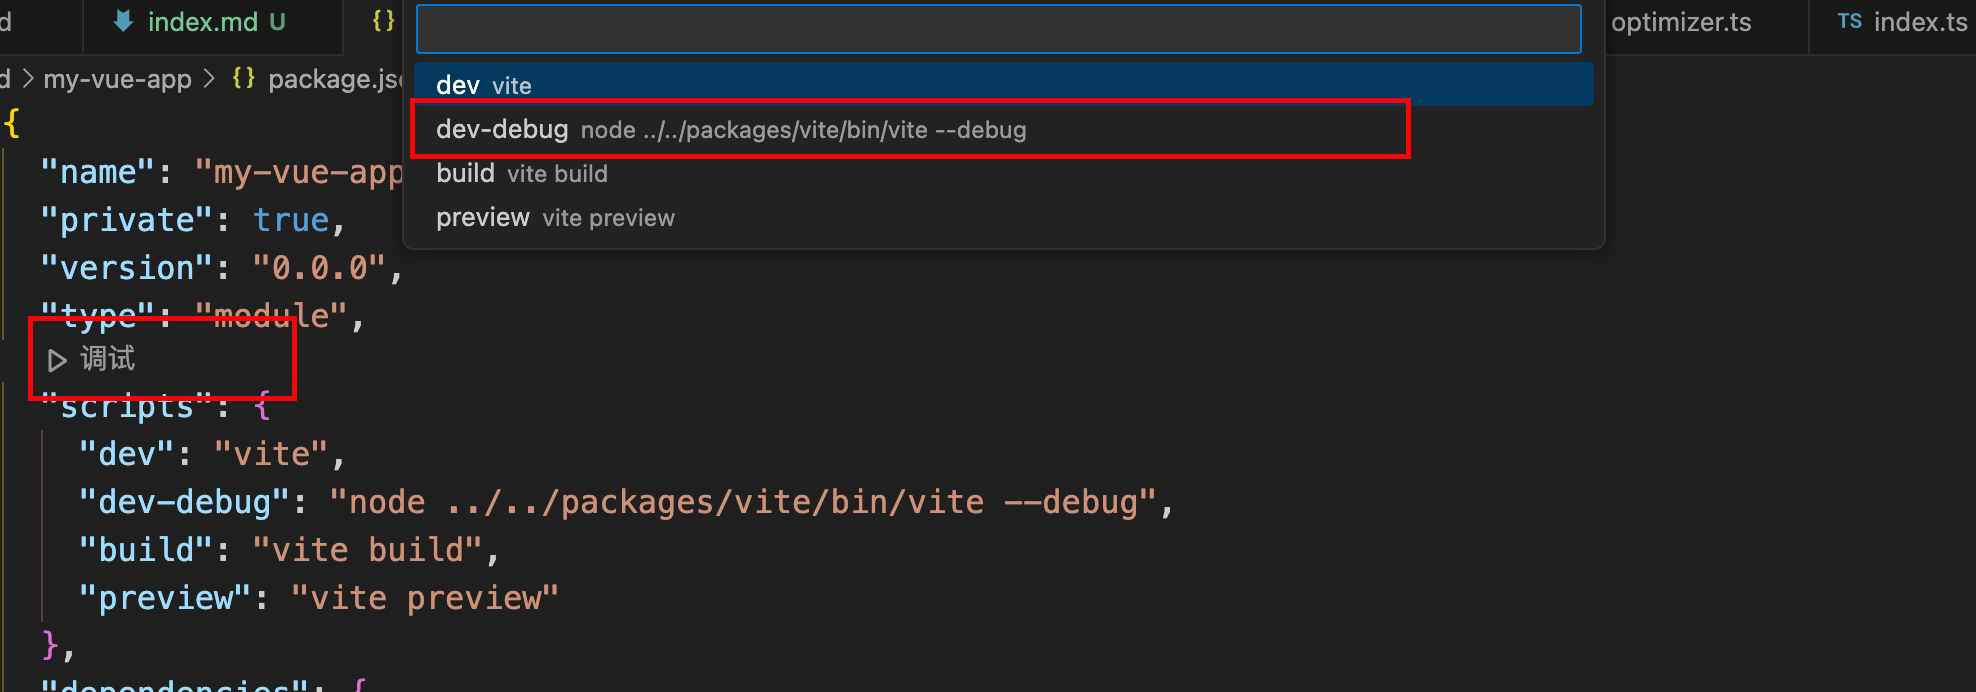 d index.md U {} optimizer.ts TS index.ts
d > my-vue-app > {} package.js
dev vite
dev-debug node ../../packages/vite/bin/vite --debug
build vite build
preview vite preview
{
"name": "my-vue-app
"private": true,
"version": "0.0.0",
"type": "module",
调试
"scripts": {
"dev": "vite",
"dev-debug": "node ../../packages/vite/bin/vite --debug",
"build": "vite build",
"preview": "vite preview"
},
"dependencies": {